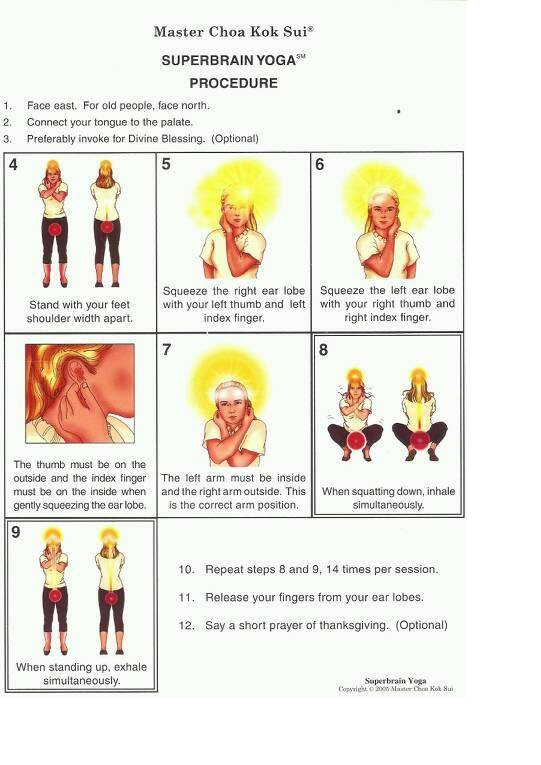 Master Choa Kok Sui®
SUPERBRAIN YOGA℠
PROCEDURE
1. Face east. For old people, face north.
2. Connect your tongue to the palate.
3. Preferably invoke for Divine Blessing. (Optional)
4
Stand with your feet
shoulder width apart.
5
Squeeze the right ear lobe
with your left thumb and left
index finger.
6
Squeeze the left ear lobe
with your right thumb and
right index finger.
The thumb must be on the
outside and the index finger
must be on the inside when
gently squeezing the ear lobe.
7
The left arm must be inside
and the right arm outside. This
is the correct arm position.
8
When squatting down, inhale
simultaneously.
9
When standing up, exhale
simultaneously.
10. Repeat steps 8 and 9, 14 times per session.
11. Release your fingers from your ear lobes.
12. Say a short prayer of thanksgiving. (Optional)
Superbrain Yoga
Copyright © 2005 Master Choa Kok Sui